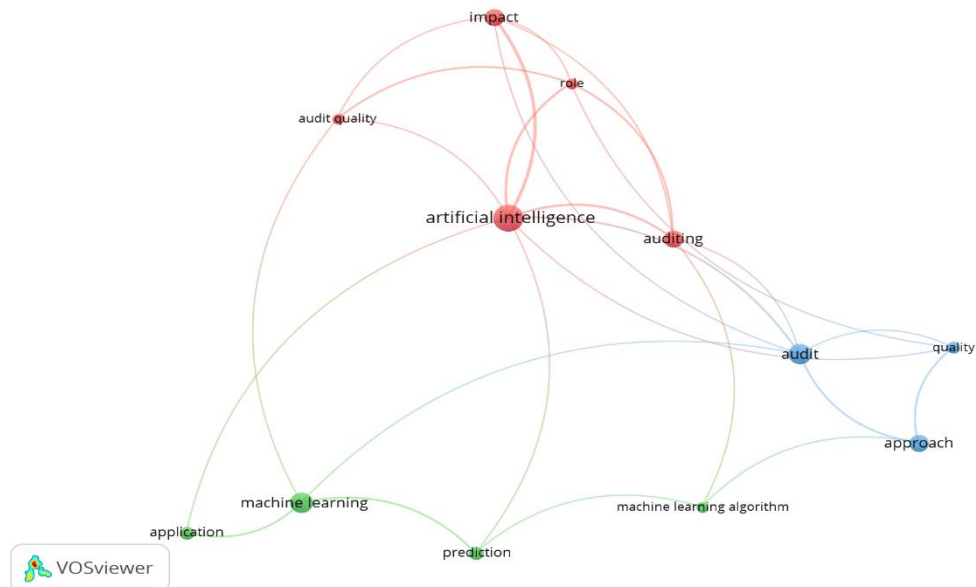 impact
role
audit quality
artificial intelligence
auditing
audit
quality
approach
machine learning
machine learning algorithm
application
prediction
VOSviewer